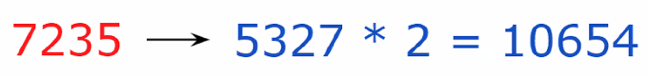 7235 → 5327 * 2 = 10654